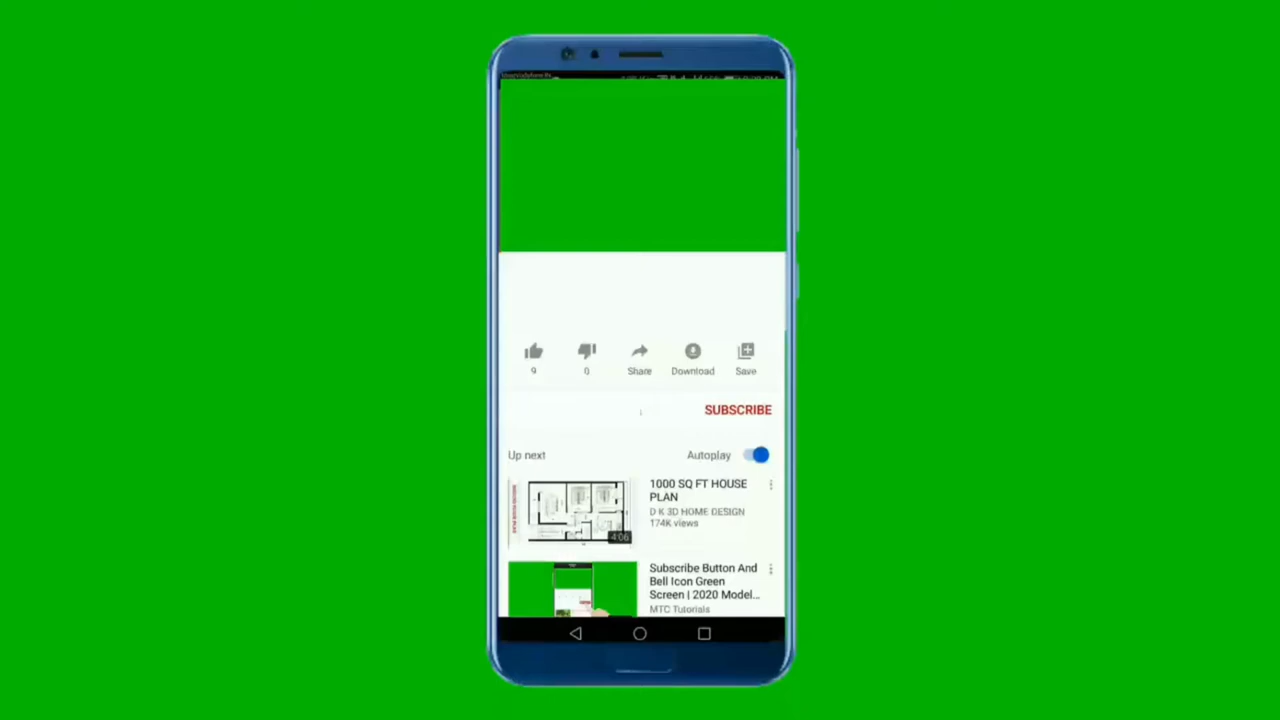 9
0
Share
Download
Save
SUBSCRIBE
Up next
Autoplay
1000 SQ FT HOUSE
PLAN
D K 3D HOME DESIGN
174K views
4:06
Subscribe Button And
Bell Icon Green
Screen | 2020 Model...
MTC Tutorials